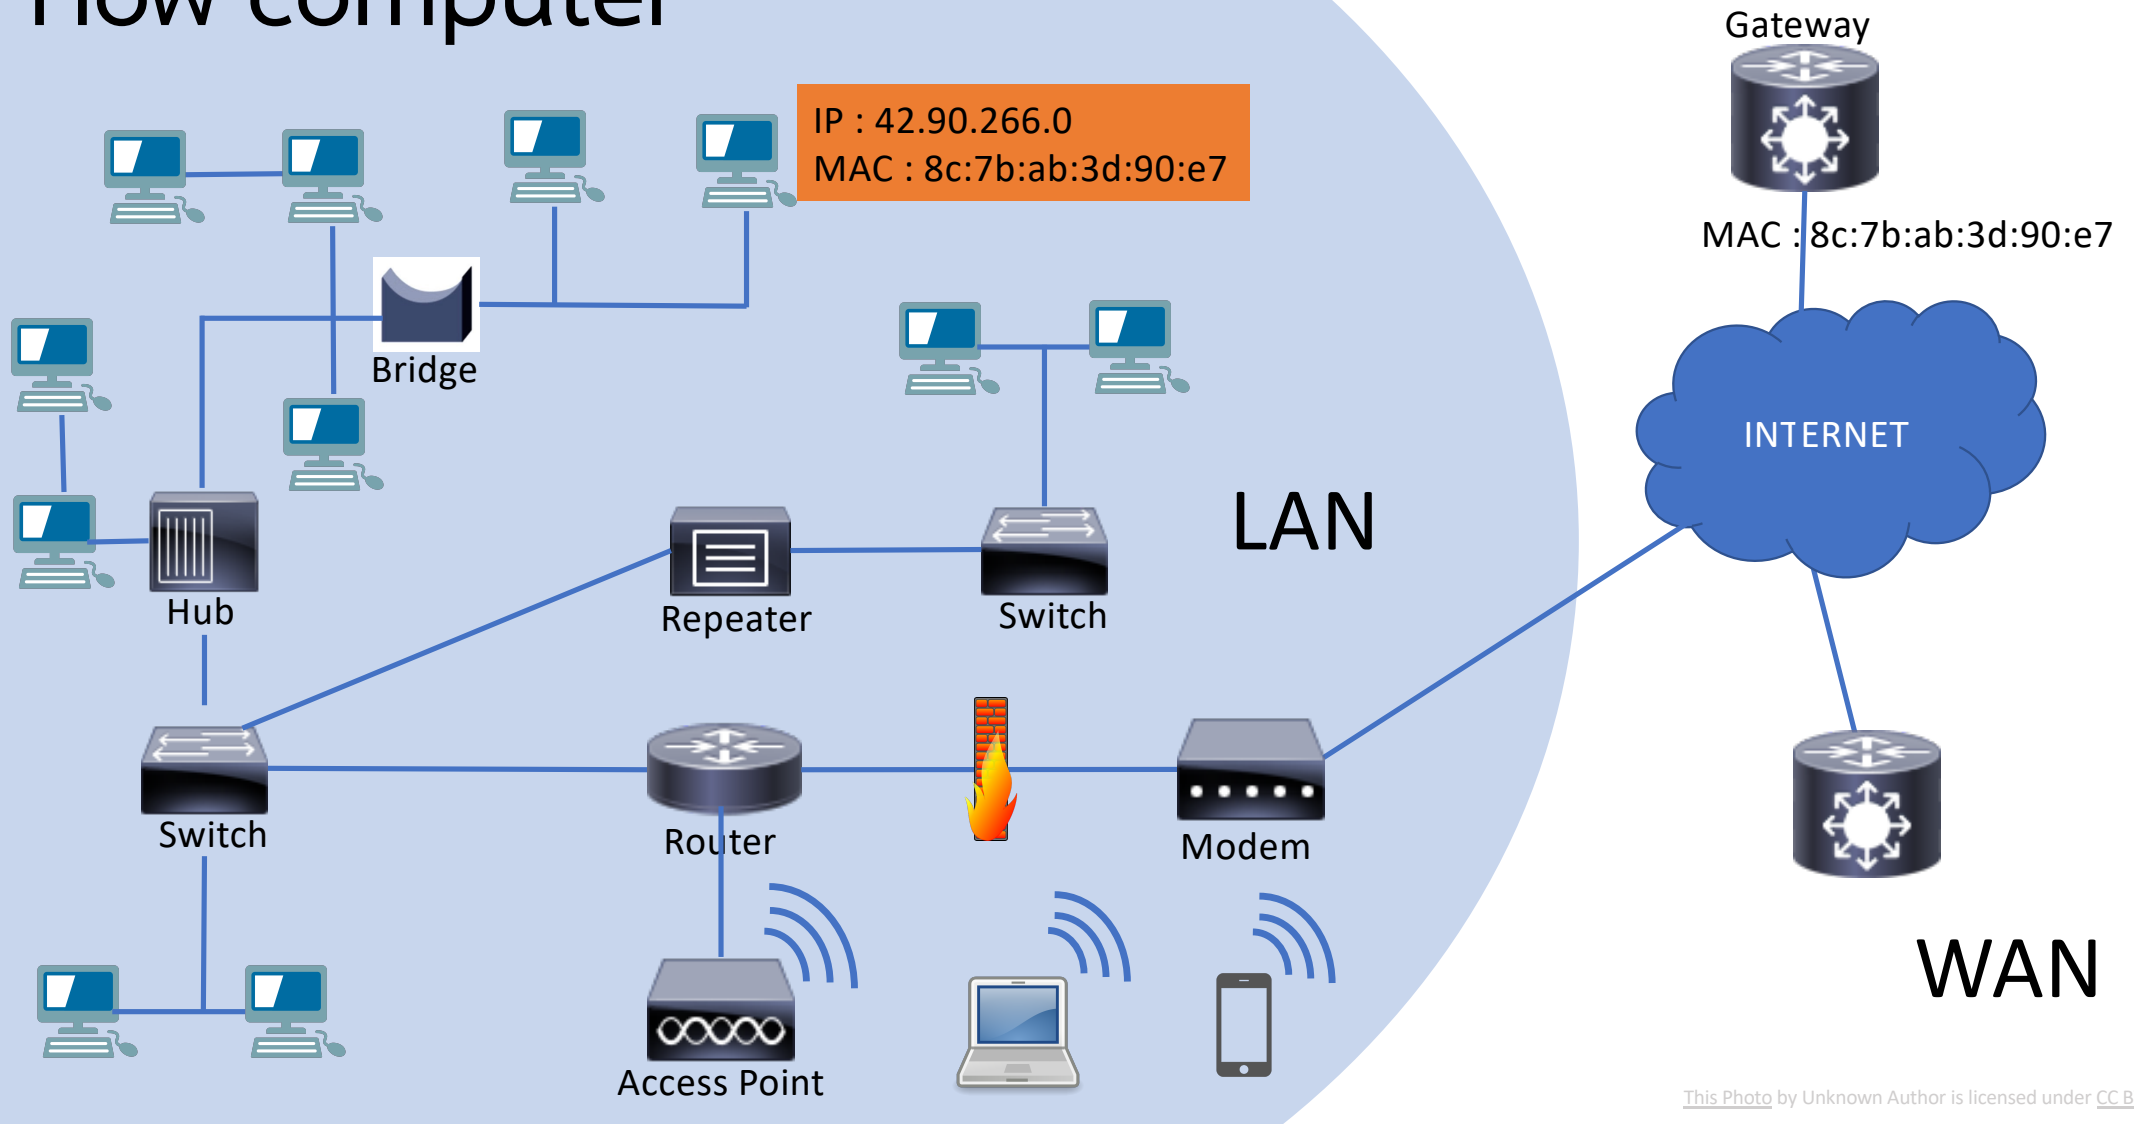 How computer
Gateway
IP : 42.90.266.0
MAC : 8c:7b:ab:3d:90:e7
MAC : 8c:7b:ab:3d:90:e7
Bridge
INTERNET
LAN
Hub
Repeater
Switch
Switch
Router
Modem
WAN
Access Point
This Photo by Unknown Author is licensed under CC B